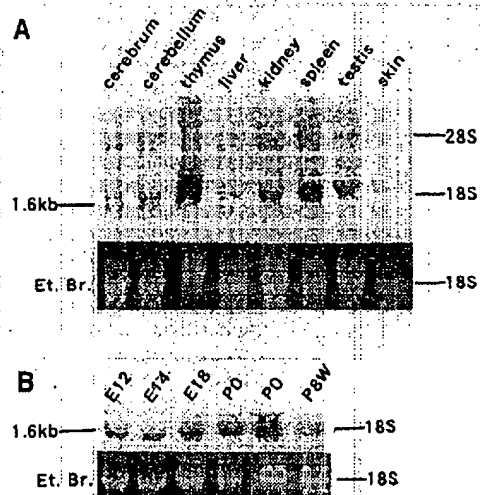 A
cerebrum cerebellum thymus liver kidney spleen testis skin
28S
18S
1.6kb
Et. Br.
18S
B
E12 E14 E18 P0 P0 P8W
1.6kb
18S
Et. Br.
18S